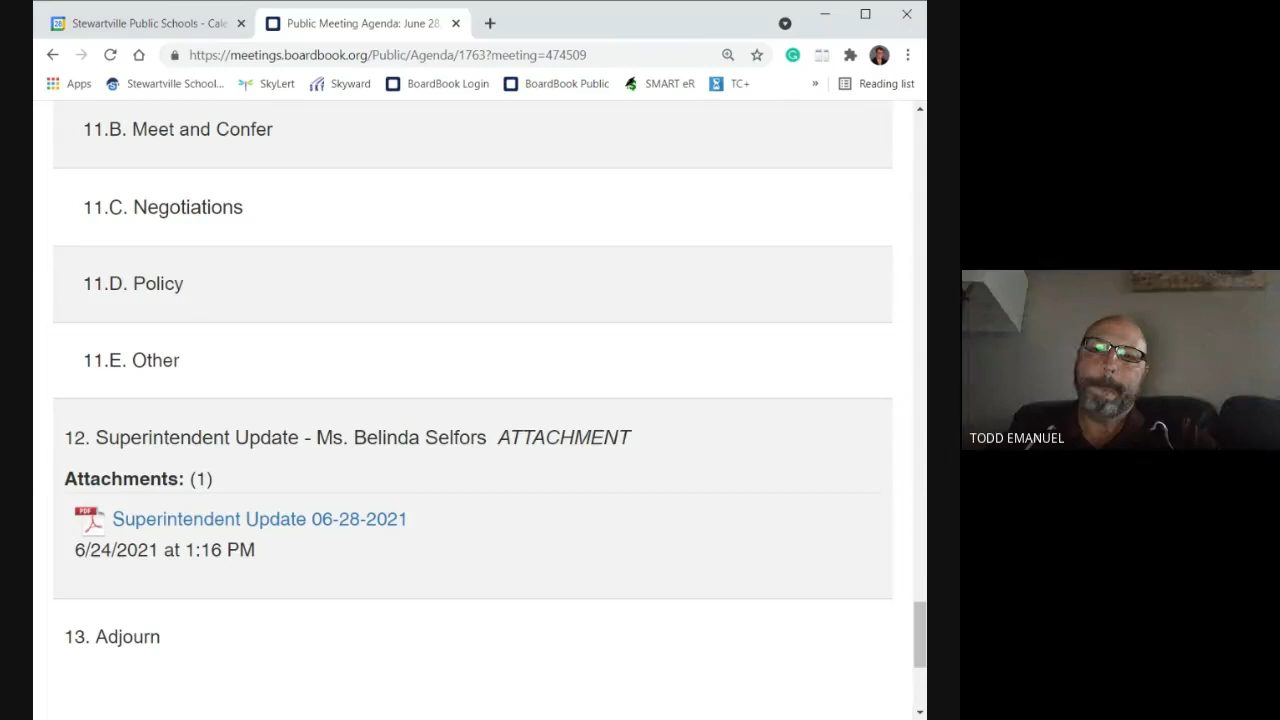 Stewartville Public Schools - Cale
Public Meeting Agenda: June 28,
https://meetings.boardbook.org/Public/Agenda/1763?meeting=474509
Apps
Stewartville School...
SkyLert
Skyward
BoardBook Login
BoardBook Public
SMART eR
TC+
»
Reading list
11.B. Meet and Confer
11.C. Negotiations
11.D. Policy
11.E. Other
12. Superintendent Update - Ms. Belinda Selfors ATTACHMENT
Attachments: (1)
PDF
Superintendent Update 06-28-2021
6/24/2021 at 1:16 PM
13. Adjourn
TODD EMANUEL